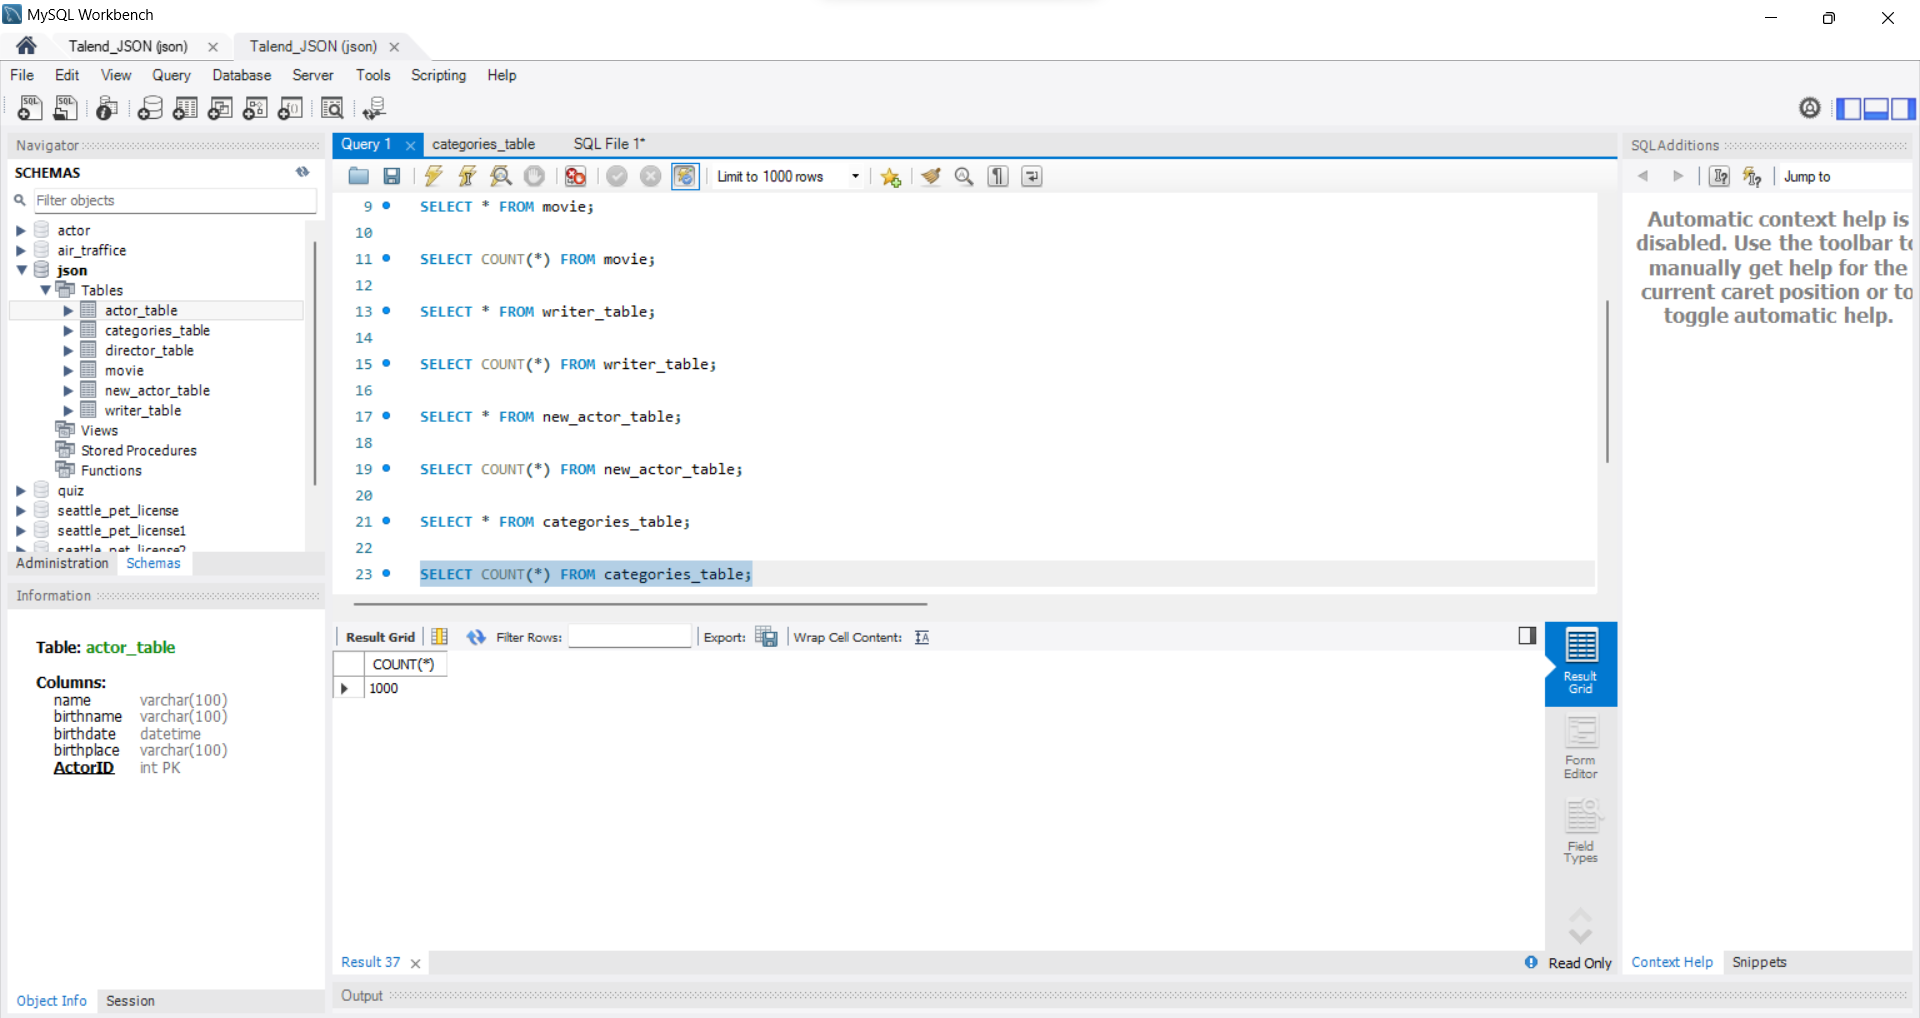 MySQL Workbench
Talend_JSON (json)
Talend_JSON (json)
File Edit View Query Database Server Tools Scripting Help
Navigator
SCHEMAS
Filter objects
actor
air_traffice
json
Tables
actor_table
categories_table
director_table
movie
new_actor_table
writer_table
Views
Stored Procedures
Functions
quiz
seattle_pet_license
seattle_pet_license1
seattle_pet_license2
Administration Schemas
Information
Table: actor_table
Columns:
name varchar(100)
birthname varchar(100)
birthdate datetime
birthplace varchar(100)
ActorID int PK
Object Info Session
Query 1 categories_table SQL File 1*
Limit to 1000 rows
9 SELECT * FROM movie;
10
11 SELECT COUNT(*) FROM movie;
12
13 SELECT * FROM writer_table;
14
15 SELECT COUNT(*) FROM writer_table;
16
17 SELECT * FROM new_actor_table;
18
19 SELECT COUNT(*) FROM new_actor_table;
20
21 SELECT * FROM categories_table;
22
23 SELECT COUNT(*) FROM categories_table;
Result Grid Filter Rows: Export: Wrap Cell Content:
COUNT(*)
1000
Result
Grid
Form
Editor
Field
Types
Result 37
Read Only
Output
SQLAdditions
Jump to
Automatic context help is
disabled. Use the toolbar to
manually get help for the
current caret position or to
toggle automatic help.
Context Help Snippets